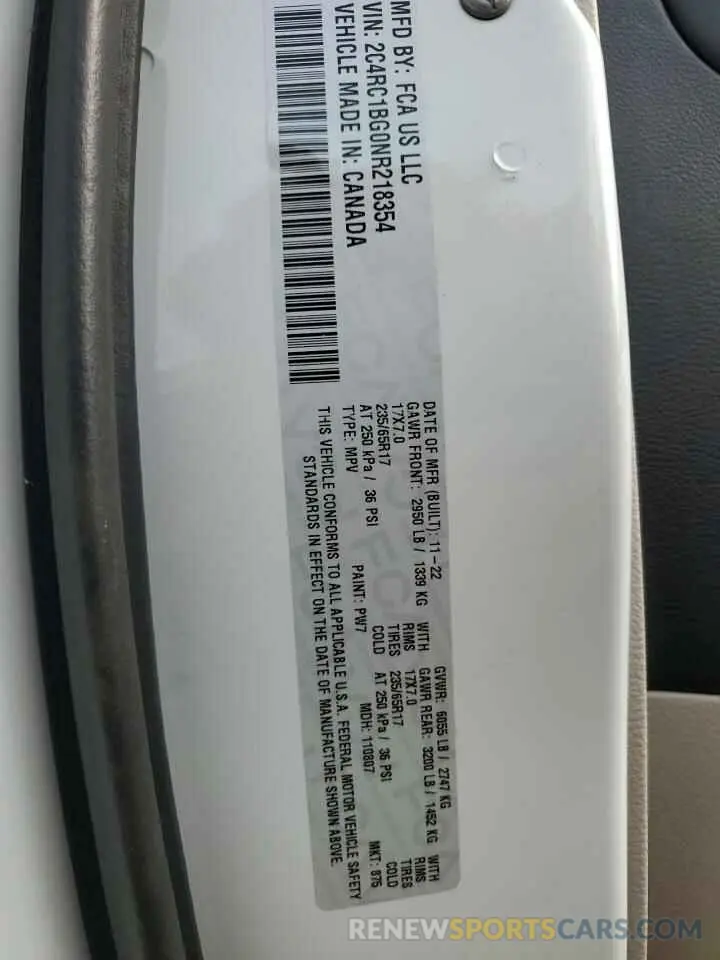 MFD BY: FCA US LLC
VIN: 2C4RC1BG0NR218354
VEHICLE MADE IN: CANADA
DATE OF MFR (BUILT): 11-22 GVWR: 6055 LB / 2747 KG
GAWR FRONT: 2950 LB / 1339 KG WITH GAWR REAR: 3200 LB / 1452 KG WITH
17X7.0 RIMS 17X7.0 RIMS
235/65R17 TIRES 235/65R17 TIRES
AT 250 kPa / 36 PSI COLD AT 250 kPa / 36 PSI COLD
TYPE: MPV PAINT: PW7 MDH: 110807 MKT: 875
THIS VEHICLE CONFORMS TO ALL APPLICABLE U.S.A. FEDERAL MOTOR VEHICLE SAFETY
STANDARDS IN EFFECT ON THE DATE OF MANUFACTURE SHOWN ABOVE.
RENEWSPORTSCARS.COM